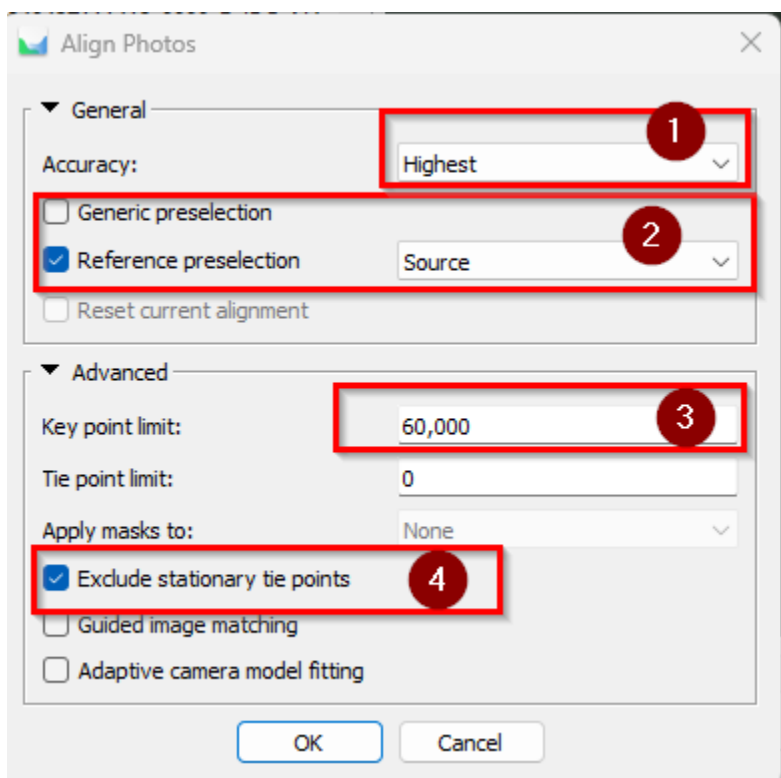 Align Photos
General
1
Accuracy: Highest
Generic preselection
2
Reference preselection Source
Reset current alignment
Advanced
Key point limit: 60,000 3
Tie point limit: 0
Apply masks to: None
Exclude stationary tie points 4
Guided image matching
Adaptive camera model fitting
OK Cancel